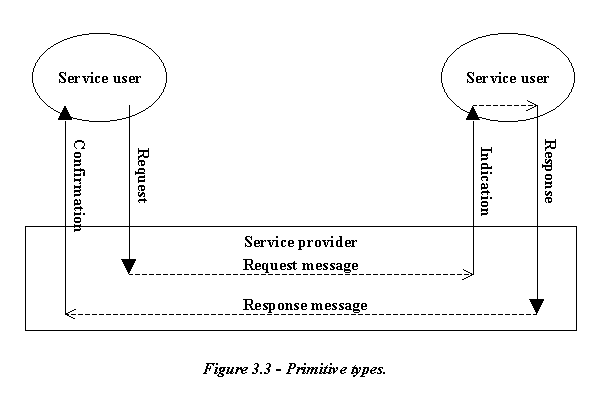 Service user
Service user
Confirmation
Request
Indication
Response
Service provider
Request message
Response message
Figure 3.3 - Primitive types.